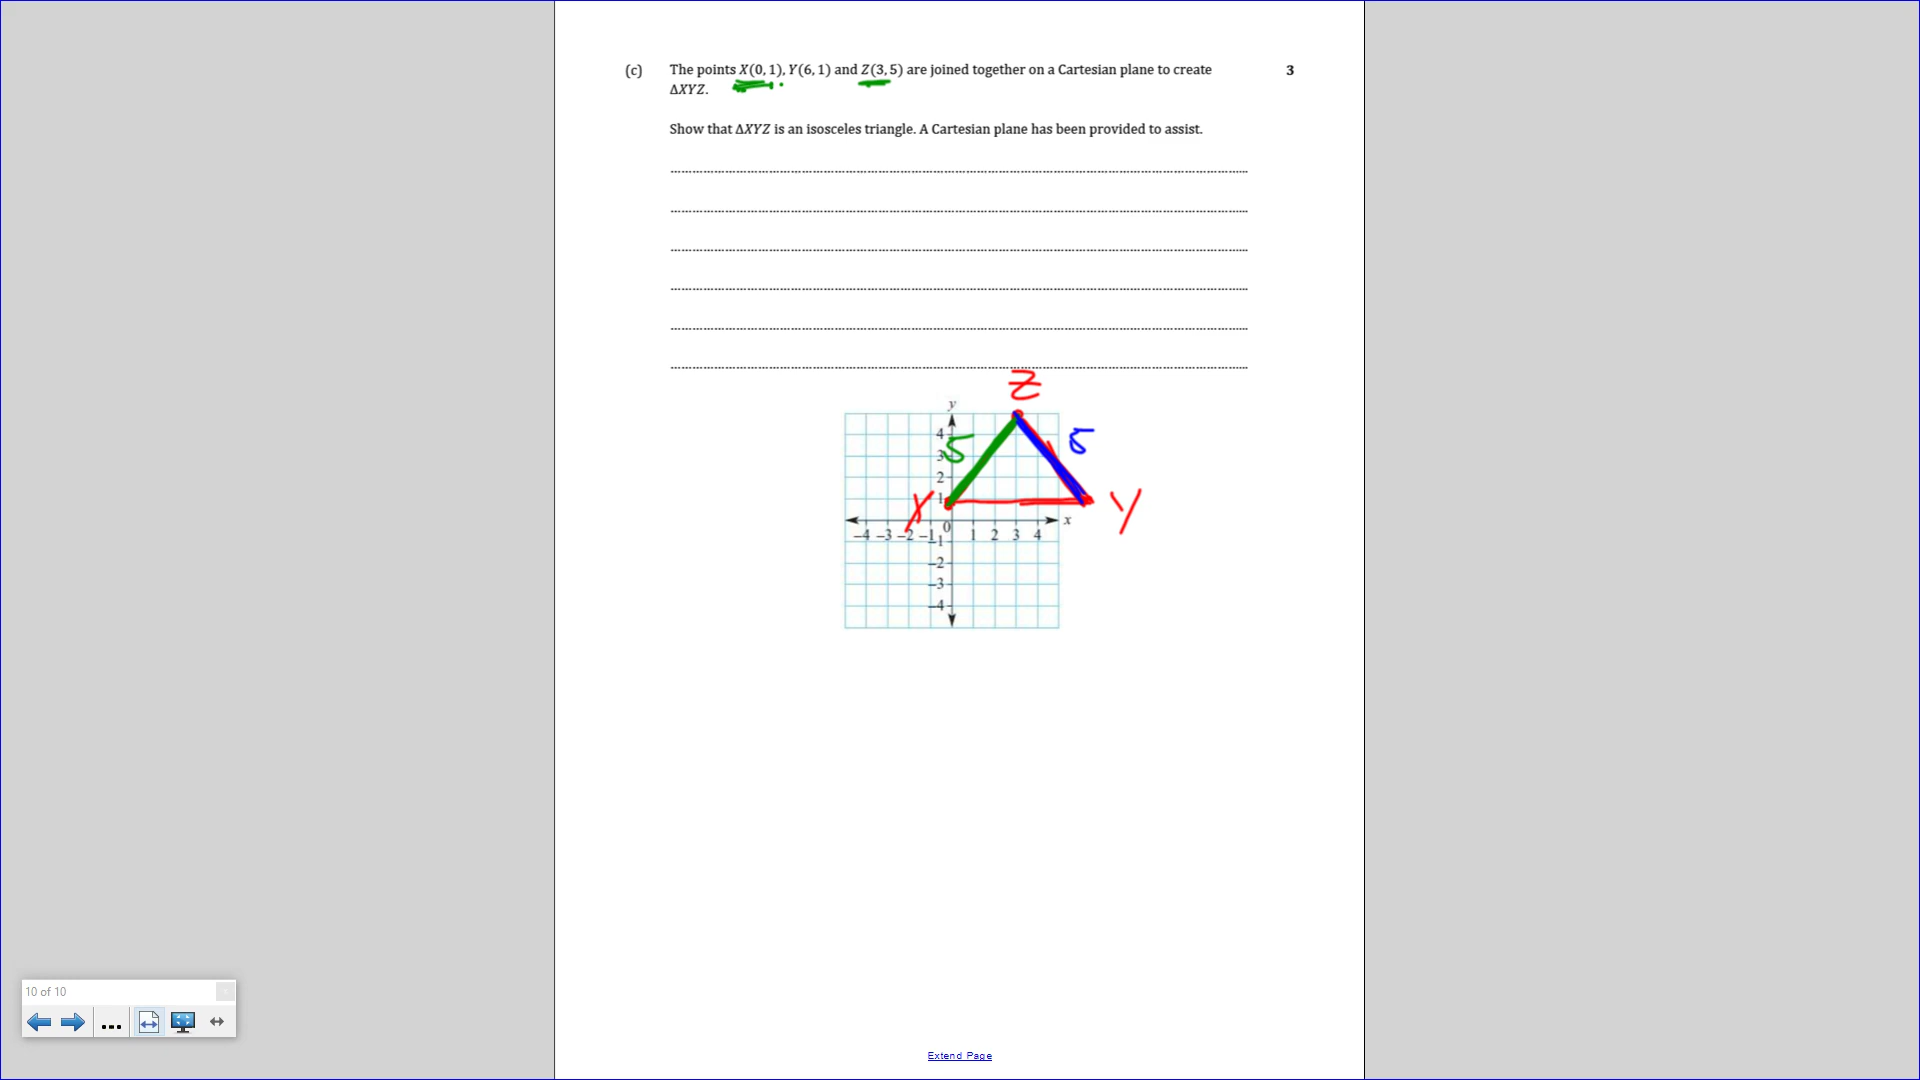 (c) The points X(0, 1), Y(6, 1) and Z(3, 5) are joined together on a Cartesian plane to create 3
ΔXYZ.
Show that ΔXYZ is an isosceles triangle. A Cartesian plane has been provided to assist.
Z
y
4
5
5
3
2
X
1
Y
0
x
–4 –3 –2 –1 1 2 3 4
–1
–2
–3
–4
10 of 10
...
Extend Page